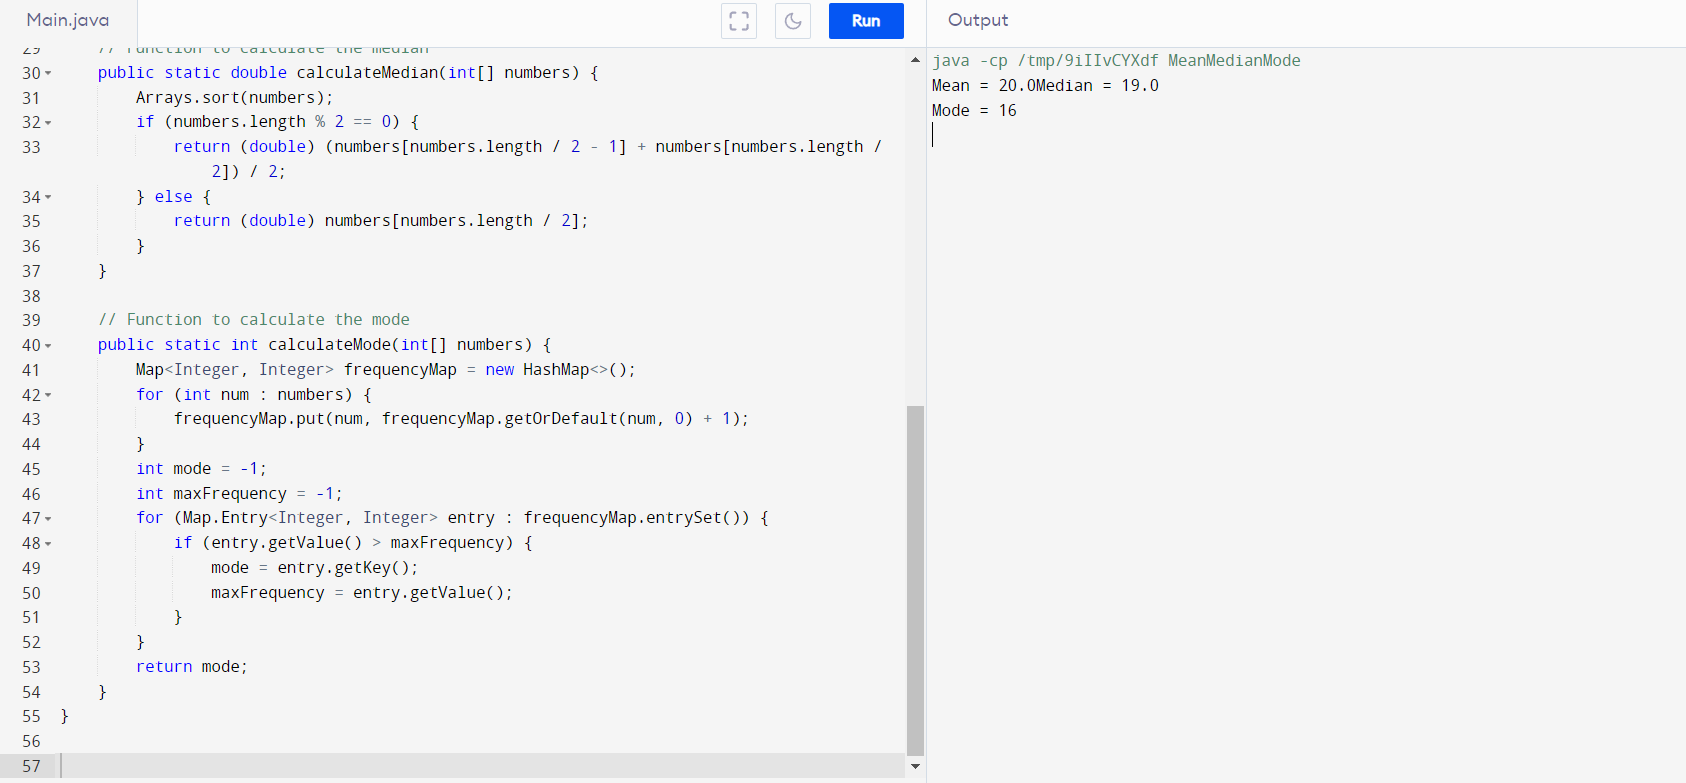 Main.java
Run
Output
29 // Function to calculate the median
30 public static double calculateMedian(int[] numbers) {
31 Arrays.sort(numbers);
32 if (numbers.length % 2 == 0) {
33 return (double) (numbers[numbers.length / 2 - 1] + numbers[numbers.length /
2]) / 2;
34 } else {
35 return (double) numbers[numbers.length / 2];
36 }
37 }
38
39 // Function to calculate the mode
40 public static int calculateMode(int[] numbers) {
41 Map<Integer, Integer> frequencyMap = new HashMap<>();
42 for (int num : numbers) {
43 frequencyMap.put(num, frequencyMap.getOrDefault(num, 0) + 1);
44 }
45 int mode = -1;
46 int maxFrequency = -1;
47 for (Map.Entry<Integer, Integer> entry : frequencyMap.entrySet()) {
48 if (entry.getValue() > maxFrequency) {
49 mode = entry.getKey();
50 maxFrequency = entry.getValue();
51 }
52 }
53 return mode;
54 }
55 }
56
57
java -cp /tmp/9iIIvCYXdf MeanMedianMode
Mean = 20.0Median = 19.0
Mode = 16